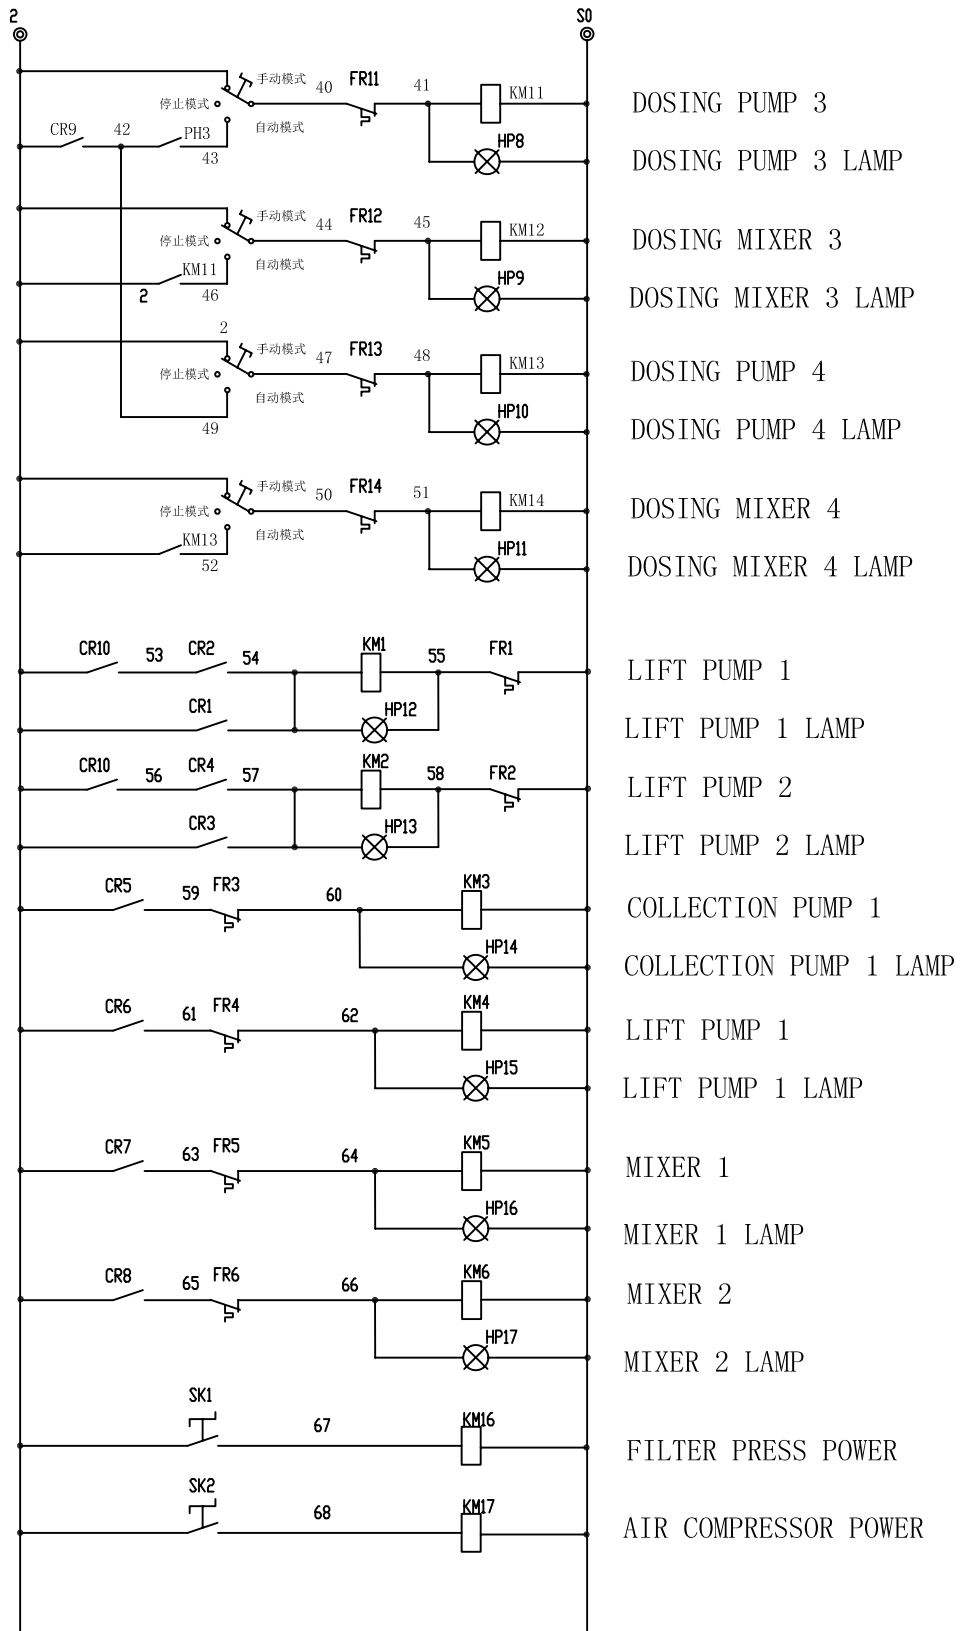 2
S0
手动模式
40
FR11
41
KM11
DOSING PUMP 3
停止模式
CR9
42
PH3
自动模式
43
HP8
DOSING PUMP 3 LAMP
手动模式
44
FR12
45
KM12
DOSING MIXER 3
停止模式
自动模式
KM11
2
46
HP9
DOSING MIXER 3 LAMP
2
手动模式
47
FR13
48
KM13
DOSING PUMP 4
停止模式
自动模式
49
HP10
DOSING PUMP 4 LAMP
手动模式
50
FR14
51
KM14
DOSING MIXER 4
停止模式
自动模式
KM13
52
HP11
DOSING MIXER 4 LAMP
CR10
53
CR2
54
KM1
55
FR1
LIFT PUMP 1
CR1
HP12
LIFT PUMP 1 LAMP
CR10
56
CR4
57
KM2
58
FR2
LIFT PUMP 2
CR3
HP13
LIFT PUMP 2 LAMP
CR5
59
FR3
60
KM3
COLLECTION PUMP 1
HP14
COLLECTION PUMP 1 LAMP
CR6
61
FR4
62
KM4
LIFT PUMP 1
HP15
LIFT PUMP 1 LAMP
CR7
63
FR5
64
KM5
MIXER 1
HP16
MIXER 1 LAMP
CR8
65
FR6
66
KM6
MIXER 2
HP17
MIXER 2 LAMP
SK1
67
KM16
FILTER PRESS POWER
SK2
68
KM17
AIR COMPRESSOR POWER